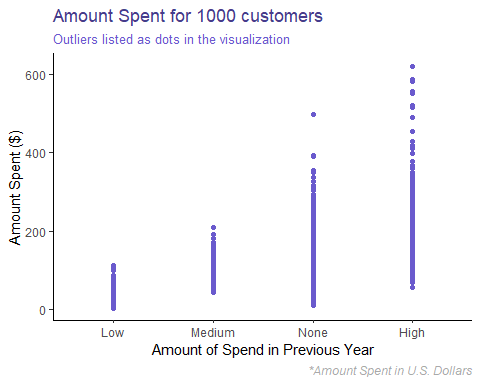 Amount Spent for 1000 customers
Outliers listed as dots in the visualization
Amount Spent ($)
600
400
200
0
Low Medium None High
Amount of Spend in Previous Year
*Amount Spent in U.S. Dollars